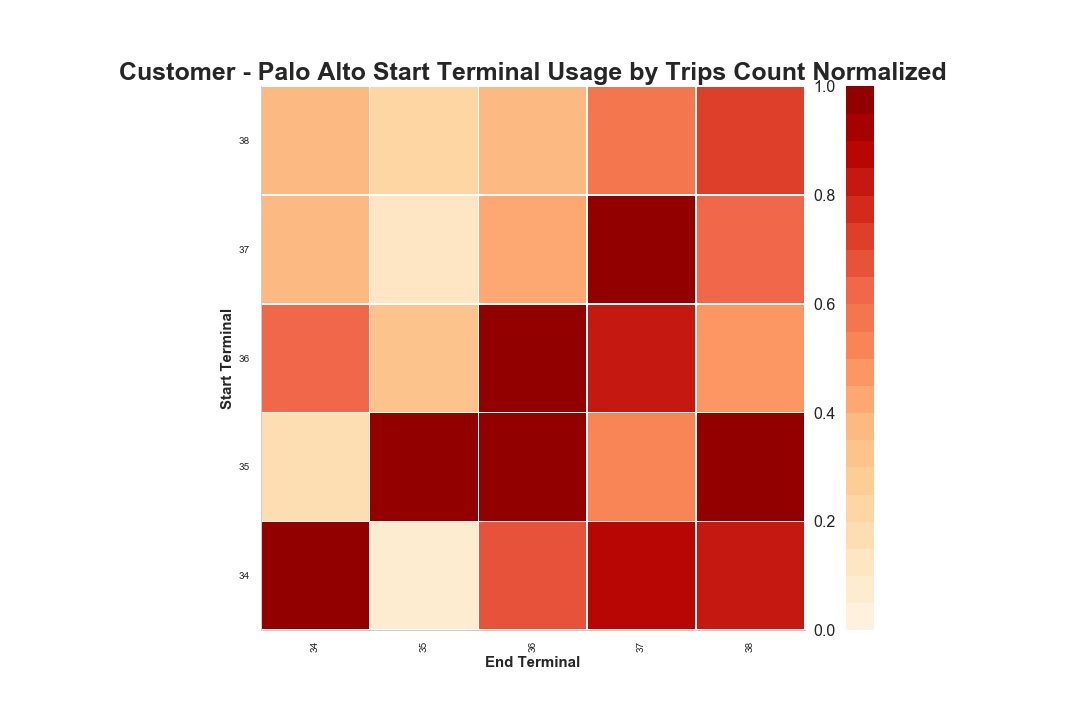 Customer - Palo Alto Start Terminal Usage by Trips Count Normalized
1.0
38
0.8
37
0.6
Start Terminal
36
0.4
35
0.2
34
0.0
34 35 36 37 38
End Terminal